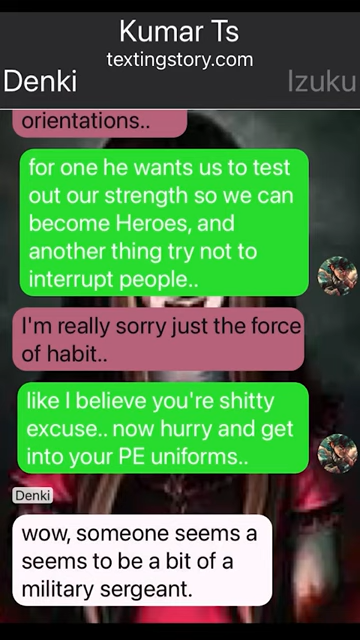 Kumar Ts
textingstory.com
Denki
Izuku
orientations..
for one he wants us to test
out our strength so we can
become Heroes, and
another thing try not to
interrupt people..
I'm really sorry just the force
of habit..
like I believe you're shitty
excuse.. now hurry and get
into your PE uniforms..
Denki
wow, someone seems a
seems to be a bit of a
military sergeant.